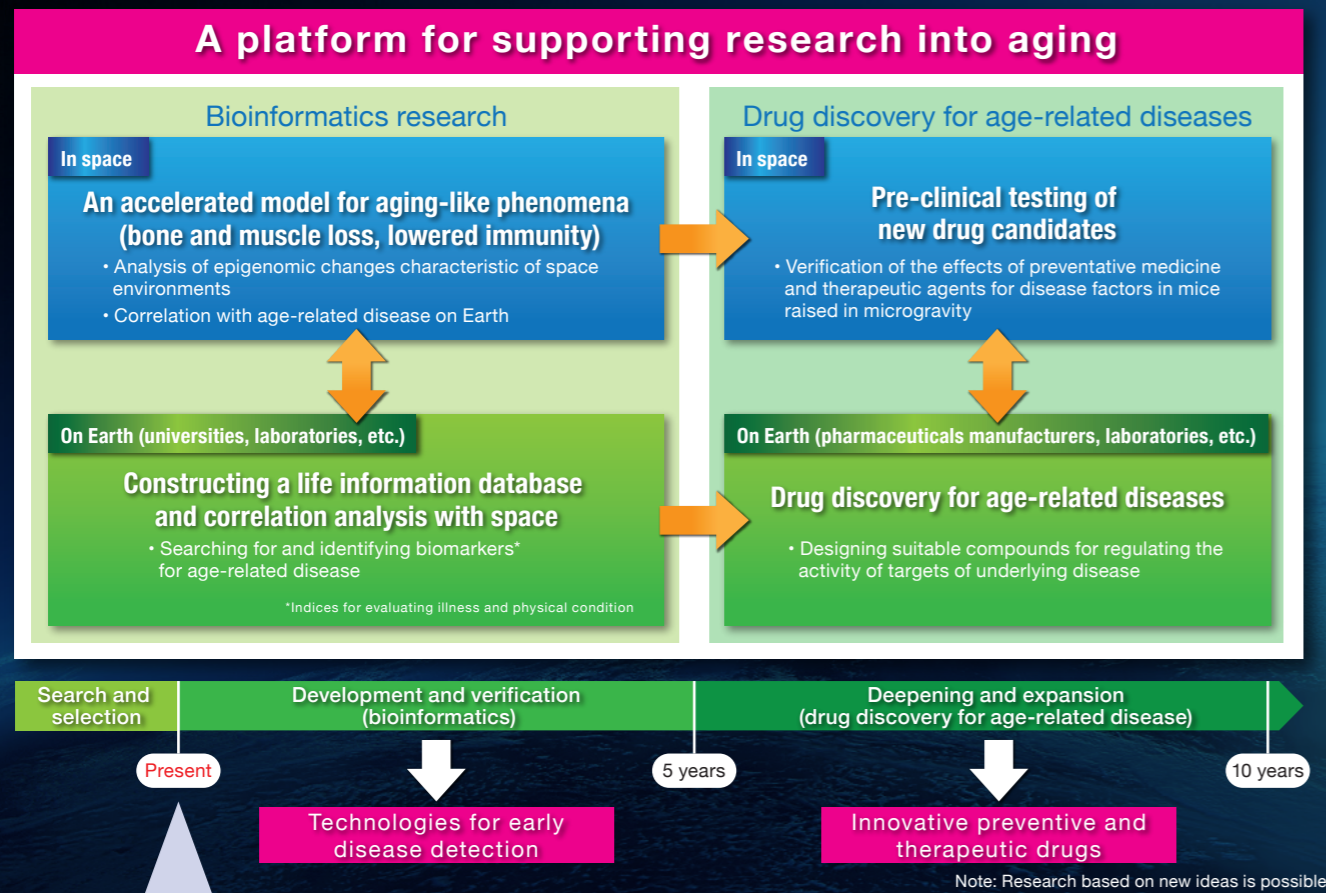 A platform for supporting research into aging
Bioinformatics research
In space
An accelerated model for aging-like phenomena
(bone and muscle loss, lowered immunity)
• Analysis of epigenomic changes characteristic of space
environments
• Correlation with age-related disease on Earth
On Earth (universities, laboratories, etc.)
Constructing a life information database
and correlation analysis with space
• Searching for and identifying biomarkers*
for age-related disease
*Indices for evaluating illness and physical condition
Drug discovery for age-related diseases
In space
Pre-clinical testing of
new drug candidates
• Verification of the effects of preventative medicine
and therapeutic agents for disease factors in mice
raised in microgravity
On Earth (pharmaceuticals manufacturers, laboratories, etc.)
Drug discovery for age-related diseases
• Designing suitable compounds for regulating the
activity of targets of underlying disease
Search and
selection
Development and verification
(bioinformatics)
Deepening and expansion
(drug discovery for age-related disease)
Present
5 years
10 years
Technologies for early
disease detection
Innovative preventive and
therapeutic drugs
Note: Research based on new ideas is possible